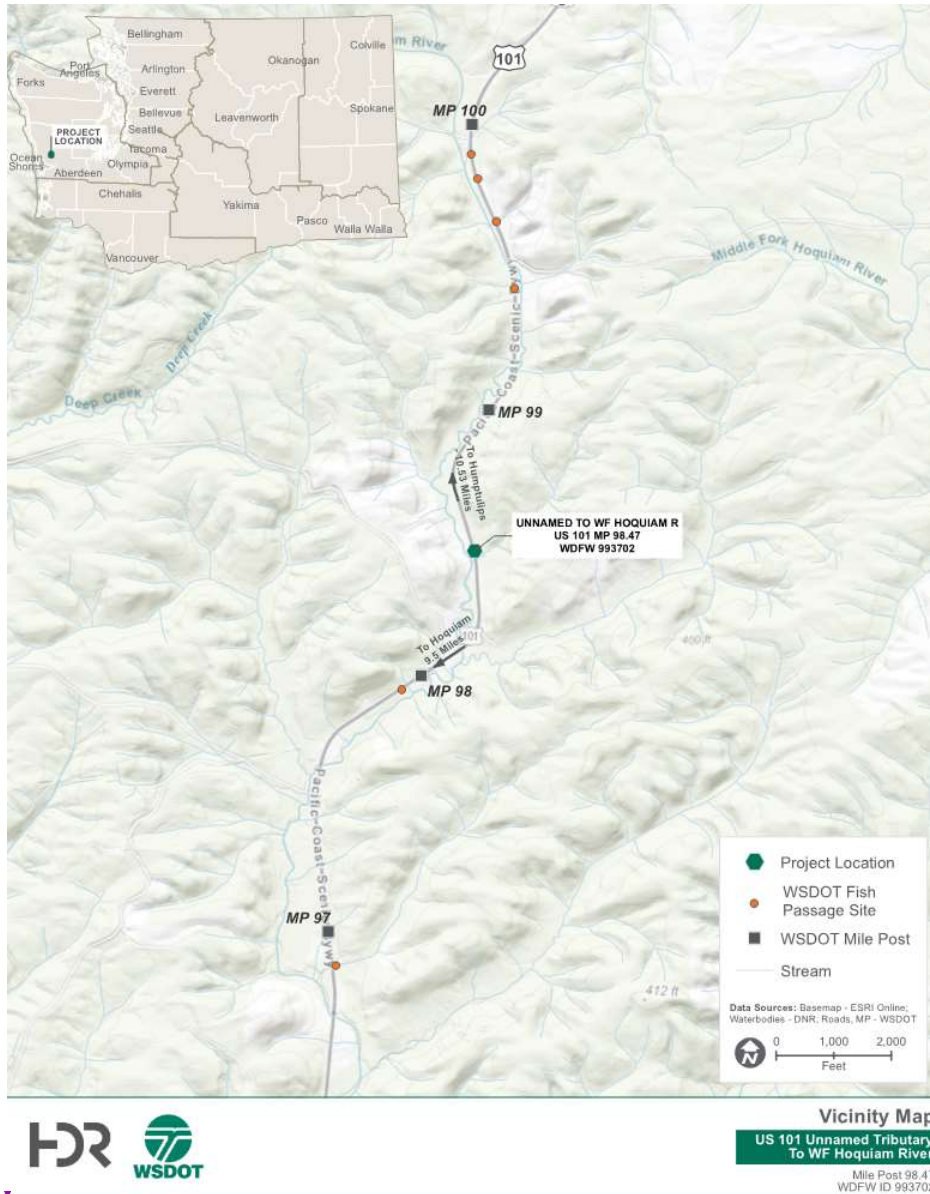 Bellingham
Colville
Okanogan
Port
Angeles
Forks
Arlington
Everett
Bellevue
Leavenworth
Spokane
Seattle
PROJECT
LOCATION
Tacoma
Ocean
Shores
Olympia
Aberdeen
Chehalis
Yakima
Pasco
Walla Walla
Vancouver
River
101
MP 100
Middle Fork Hoquiam River
Deep Creek
Deep Creek
Pacific-Coast-Scenic
MP 99
To Humptulips
10.53 Miles
UNNAMED TO WF HOQUIAM R
US 101 MP 98.47
WDFW 993702
To Hoquiam
9.5 Miles
101
400 ft
MP 98
Pacific-Coast-Scenic
MP 97
412 ft
Project Location
WSDOT Fish
Passage Site
WSDOT Mile Post
Stream
Data Sources: Basemap - ESRI Online;
Waterbodies - DNR, Roads, MP - WSDOT
N
0 1,000 2,000
Feet
HDR
WSDOT
Vicinity Map
US 101 Unnamed Tributary
To WF Hoquiam River
Mile Post 98.47
WDFW ID 993702